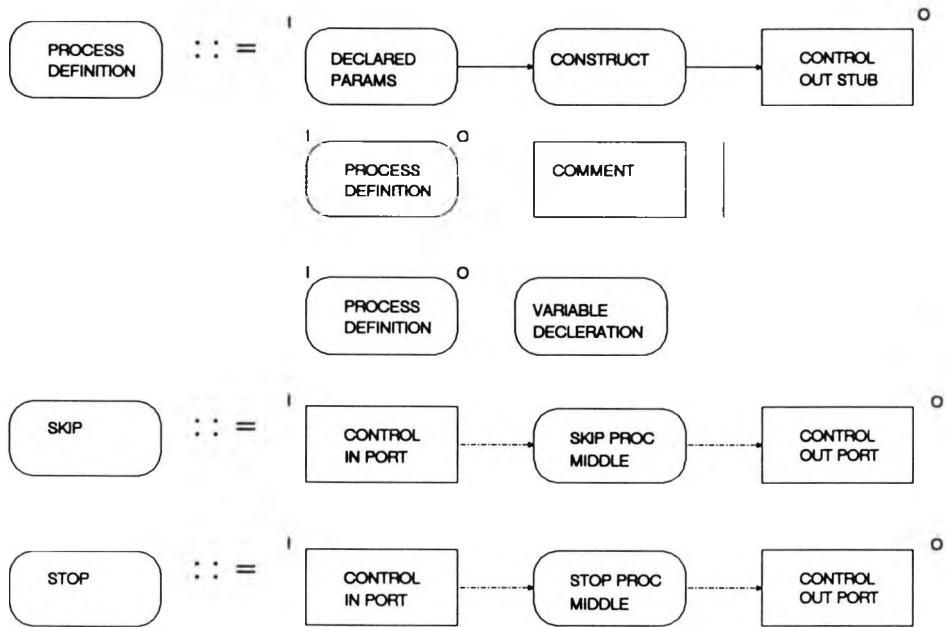 I O
PROCESS DEFINITION : : = DECLARED PARAMS CONSTRUCT CONTROL OUT STUB
I O
PROCESS DEFINITION COMMENT |
I O
PROCESS DEFINITION VARIABLE DECLERATION
I O
SKIP : : = CONTROL IN PORT SKIP PROC MIDDLE CONTROL OUT PORT
I O
STOP : : = CONTROL IN PORT STOP PROC MIDDLE CONTROL OUT PORT